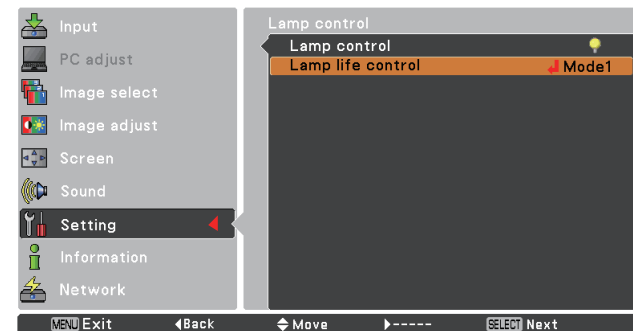 Input
PC adjust
Image select
Image adjust
Screen
Sound
Setting
Information
Network
Lamp control
Lamp control
Lamp life control Mode1
MENU Exit Back Move ----- SELECT Next